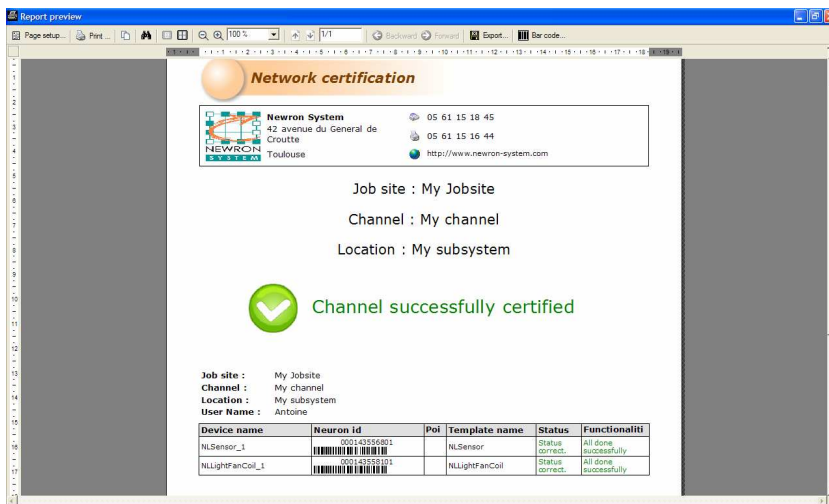 Report preview
Page setup... Print ... 100 % 1/1 Backward Forward Export... Bar code...
Network certification
Newron System
42 avenue du General de
Croutte
Toulouse
05 61 15 18 45
05 61 15 16 44
http://www.newron-system.com
NEWRON
SYSTEM
Job site : My Jobsite
Channel : My channel
Location : My subsystem
Channel successfully certified
Job site : My Jobsite
Channel : My channel
Location : My subsystem
User Name : Antoine
Device name Neuron id Poi Template name Status Functionaliti
NLSensor_1 000143556801 NLSensor Status correct. All done successfully
NLLightFanCoil_1 000143558101 NLLightFanCoil Status correct. All done successfully